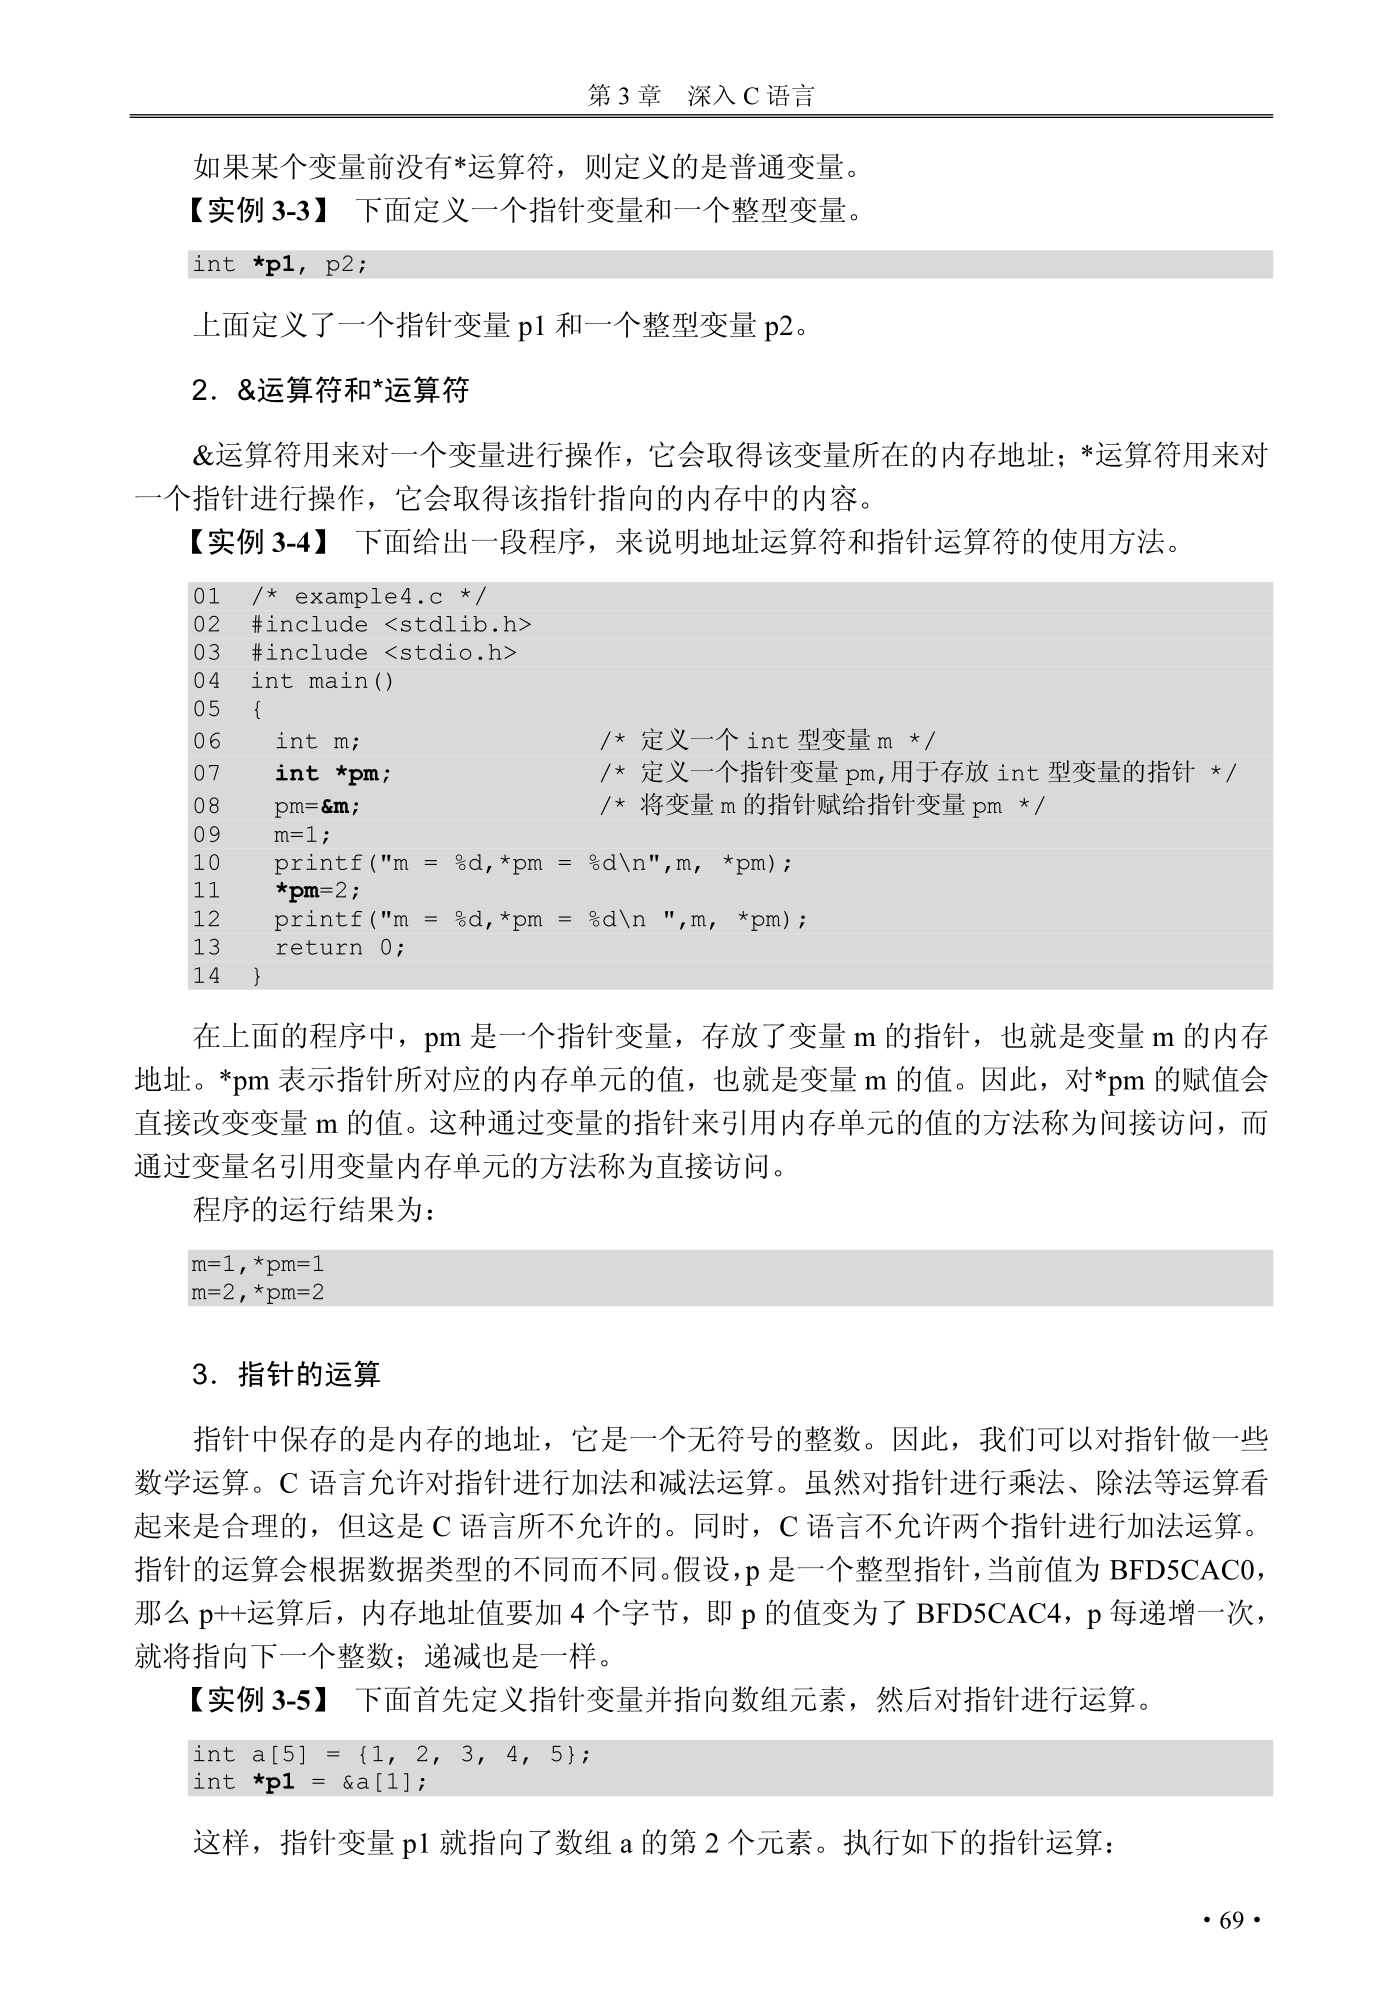 第 3 章　深入 C 语言
如果某个变量前没有*运算符，则定义的是普通变量。
【实例 3-3】 下面定义一个指针变量和一个整型变量。
int *p1, p2;
上面定义了一个指针变量 p1 和一个整型变量 p2。
2．&运算符和*运算符
&运算符用来对一个变量进行操作，它会取得该变量所在的内存地址；*运算符用来对
一个指针进行操作，它会取得该指针指向的内存中的内容。
【实例 3-4】 下面给出一段程序，来说明地址运算符和指针运算符的使用方法。
01 /* example4.c */
02 #include <stdlib.h>
03 #include <stdio.h>
04 int main()
05 {
06   int m;                /* 定义一个 int 型变量 m */
07   int *pm;              /* 定义一个指针变量 pm,用于存放 int 型变量的指针 */
08   pm=&m;                /* 将变量 m 的指针赋给指针变量 pm */
09   m=1;
10   printf("m = %d,*pm = %d\n",m, *pm);
11   *pm=2;
12   printf("m = %d,*pm = %d\n ",m, *pm);
13   return 0;
14 }
在上面的程序中，pm 是一个指针变量，存放了变量 m 的指针，也就是变量 m 的内存
地址。*pm 表示指针所对应的内存单元的值，也就是变量 m 的值。因此，对*pm 的赋值会
直接改变变量 m 的值。这种通过变量的指针来引用内存单元的值的方法称为间接访问，而
通过变量名引用变量内存单元的方法称为直接访问。
程序的运行结果为：
m=1,*pm=1
m=2,*pm=2
3．指针的运算
指针中保存的是内存的地址，它是一个无符号的整数。因此，我们可以对指针做一些
数学运算。C 语言允许对指针进行加法和减法运算。虽然对指针进行乘法、除法等运算看
起来是合理的，但这是 C 语言所不允许的。同时，C 语言不允许两个指针进行加法运算。
指针的运算会根据数据类型的不同而不同。假设，p 是一个整型指针，当前值为 BFD5CAC0，
那么 p++运算后，内存地址值要加 4 个字节，即 p 的值变为了 BFD5CAC4，p 每递增一次，
就将指向下一个整数；递减也是一样。
【实例 3-5】 下面首先定义指针变量并指向数组元素，然后对指针进行运算。
int a[5] = {1, 2, 3, 4, 5};
int *p1 = &a[1];
这样，指针变量 p1 就指向了数组 a 的第 2 个元素。执行如下的指针运算：
·69·